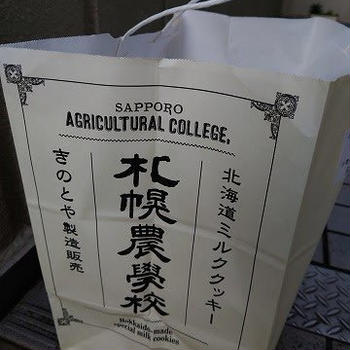 SAPPORO
AGRICULTURAL COLLEGE,
北海道ミルククッキー
札幌農學校
きのとや製造販売
Hokkaido-made
special milk cookies